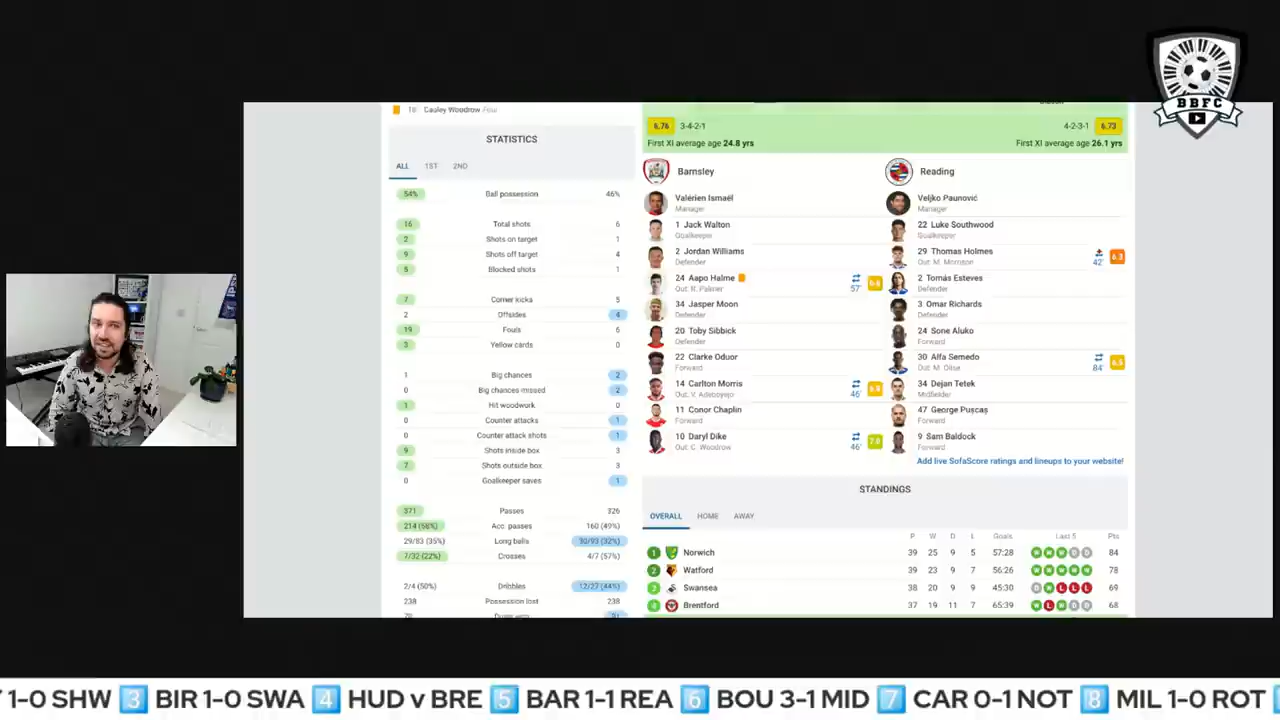 BBFC
18' Cauley Woodrow Foul
STATISTICS
ALL 1ST 2ND
54% Ball possession 46%
16 Total shots 6
2 Shots on target 1
9 Shots off target 4
5 Blocked shots 1
7 Corner kicks 5
2 Offsides 4
19 Fouls 6
3 Yellow cards 0
1 Big chances 2
0 Big chances missed 2
1 Hit woodwork 0
0 Counter attacks 1
0 Counter attack shots 1
9 Shots inside box 3
7 Shots outside box 3
0 Goalkeeper saves 1
371 Passes 326
214 (58%) Acc. passes 160 (49%)
29/83 (35%) Long balls 30/93 (32%)
7/32 (22%) Crosses 4/7 (57%)
2/4 (50%) Dribbles 12/27 (44%)
238 Possession lost 238
6.76 3-4-2-1 4-2-3-1 6.73
First XI average age 24.8 yrs First XI average age 26.1 yrs
Barnsley
Valérien Ismaël
Manager
1 Jack Walton
Goalkeeper
2 Jordan Williams
Defender
24 Aapo Halme
Out: R. Palmer 57' 6.6
34 Jasper Moon
Defender
20 Toby Sibbick
Defender
22 Clarke Oduor
Forward
14 Carlton Morris
Out: V. Adeboyejo 46' 6.8
11 Conor Chaplin
Forward
10 Daryl Dike
Out: C. Woodrow 46' 7.0
Reading
Veljko Paunović
Manager
22 Luke Southwood
Goalkeeper
29 Thomas Holmes
Out: M. Morrison 42' 6.3
2 Tomás Esteves
Defender
3 Omar Richards
Defender
24 Sone Aluko
Forward
30 Alfa Semedo
Out: M. Olise 84' 6.5
34 Dejan Tetek
Midfielder
47 George Pușcaș
Forward
9 Sam Baldock
Forward
Add live SofaScore ratings and lineups to your website!
STANDINGS
OVERALL HOME AWAY
P W D L Goals Last 5 Pts
1 Norwich 39 25 9 5 57:28 W W W D D 84
2 Watford 39 23 9 7 56:26 W W W W W 78
3 Swansea 38 20 9 9 45:30 D W L L L 69
4 Brentford 37 19 11 7 65:39 W L W D D 68
1-0 SHW 3 BIR 1-0 SWA 4 HUD v BRE 5 BAR 1-1 REA 6 BOU 3-1 MID 7 CAR 0-1 NOT 8 MIL 1-0 ROT